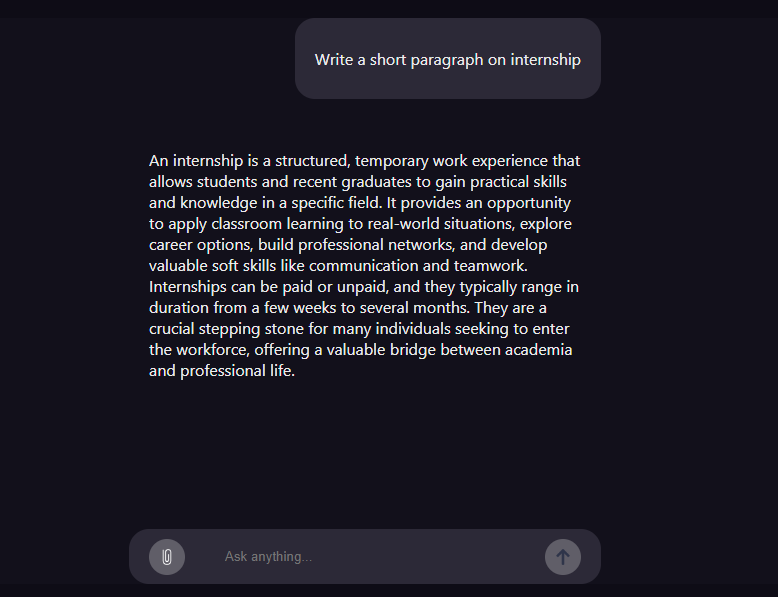 Write a short paragraph on internship
An internship is a structured, temporary work experience that
allows students and recent graduates to gain practical skills
and knowledge in a specific field. It provides an opportunity
to apply classroom learning to real-world situations, explore
career options, build professional networks, and develop
valuable soft skills like communication and teamwork.
Internships can be paid or unpaid, and they typically range in
duration from a few weeks to several months. They are a
crucial stepping stone for many individuals seeking to enter
the workforce, offering a valuable bridge between academia
and professional life.
Ask anything...